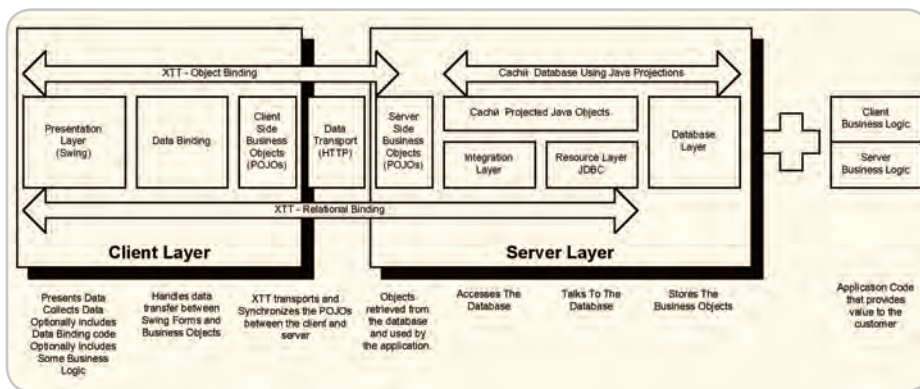 XTT - Object Binding
Caché Database Using Java Projections
Presentation
Layer
(Swing)
Data Binding
Client
Side
Business
Objects
(POJOs)
Data
Transport
(HTTP)
Server
Side
Business
Objects
(POJOs)
Caché Projected Java Objects
Integration
Layer
Resource Layer
JDBC
Database
Layer
Client
Business Logic
Server
Business Logic
XTT - Relational Binding
Client Layer
Server Layer
Presents Data
Collects Data
Optionally includes
Data Binding code
Optionally Includes
Some Business
Logic
Handles data
transfer between
Swing Forms and
Business Objects
XTT transports and
Synchronizes the POJOs
between the client and
server
Objects
retrieved from
the database
and used by
the application.
Accesses The
Database
Talks To The
Database
Stores The
Business Objects
Application Code
that provides
value to the
customer